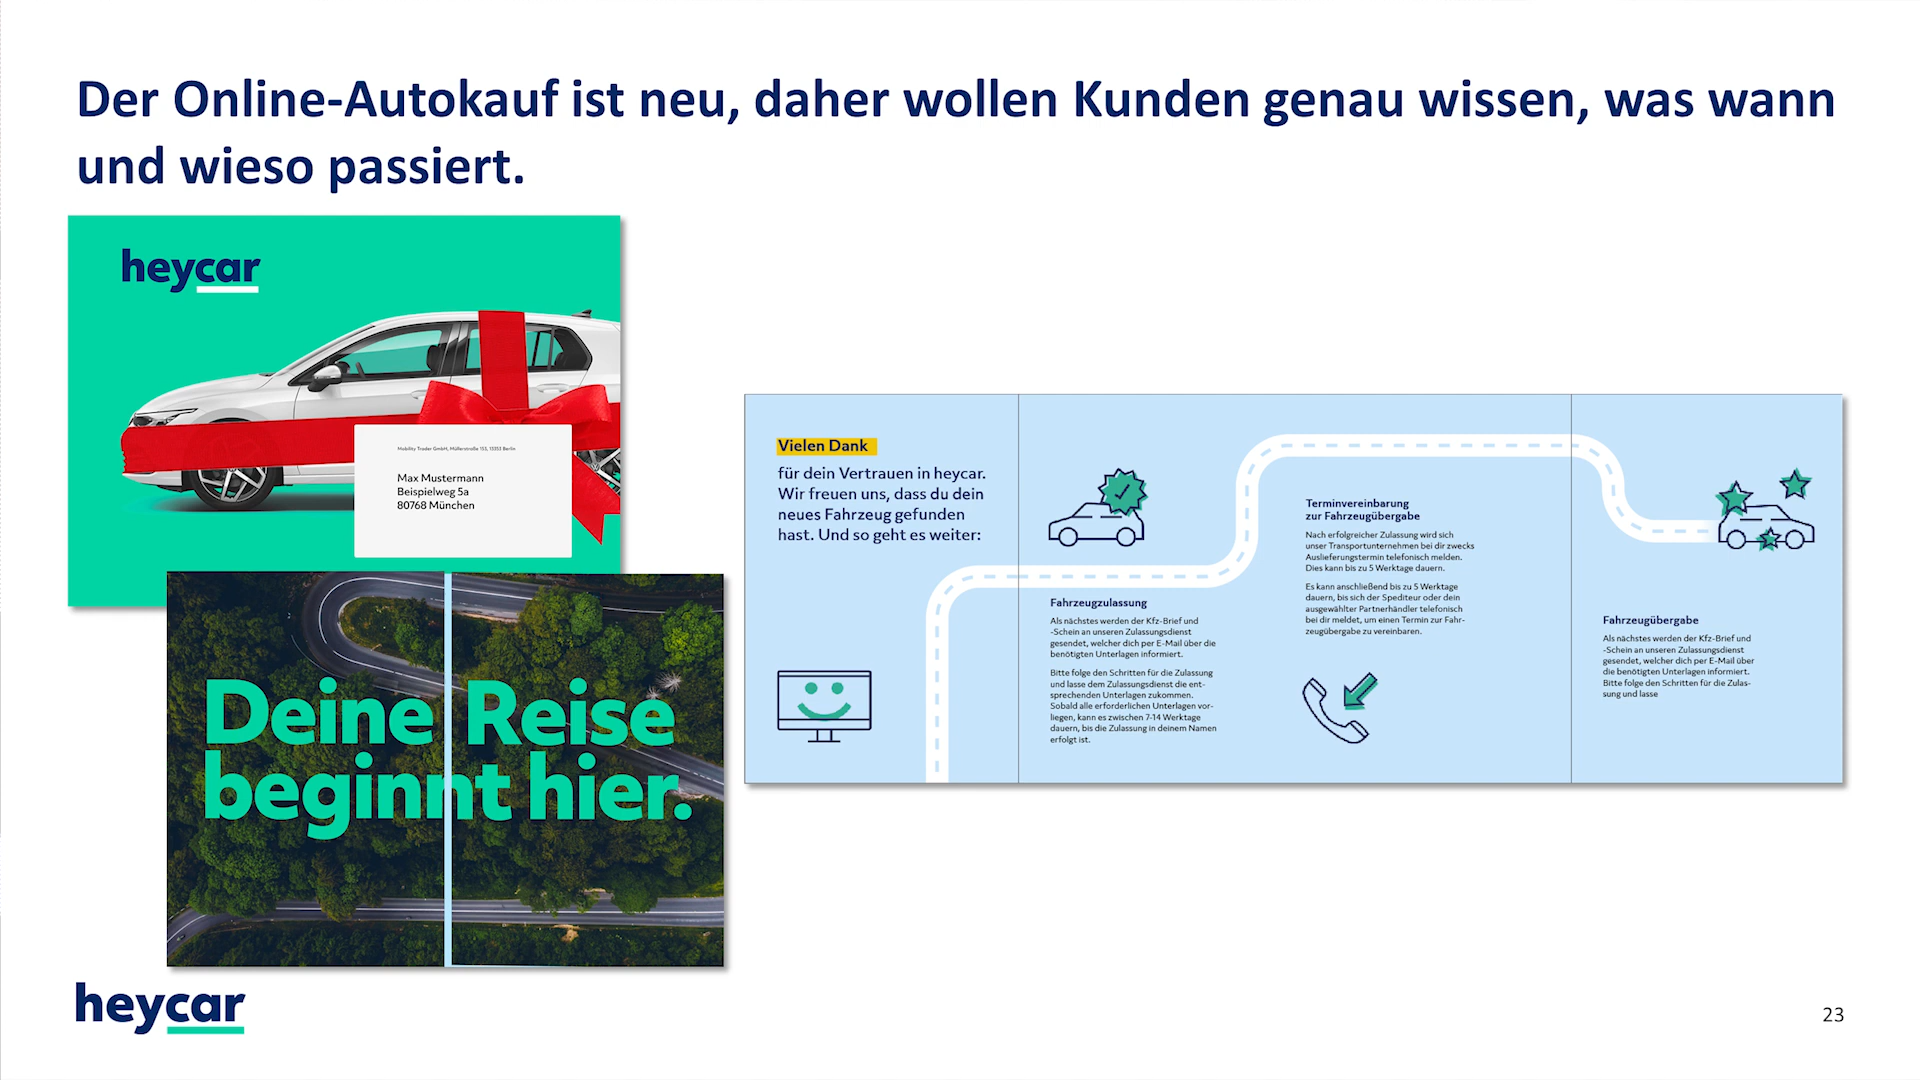 Der Online-Autokauf ist neu, daher wollen Kunden genau wissen, was wann
und wieso passiert.
heycar
Mobility Trader GmbH, Müllerstraße 153, 13353 Berlin
Max Mustermann
Beispielweg 5a
80768 München
Deine Reise
beginnt hier.
Vielen Dank
für dein Vertrauen in heycar.
Wir freuen uns, dass du dein
neues Fahrzeug gefunden
hast. Und so geht es weiter:
Fahrzeugzulassung
Als nächstes werden der Kfz-Brief und
-Schein an unseren Zulassungsdienst
gesendet, welcher dich per E-Mail über die
benötigten Unterlagen informiert.
Bitte folge den Schritten für die Zulassung
und lasse dem Zulassungsdienst die ent-
sprechenden Unterlagen zukommen.
Sobald alle erforderlichen Unterlagen vor-
liegen, kann es zwischen 7-14 Werktage
dauern, bis die Zulassung in deinem Namen
erfolgt ist.
Terminvereinbarung
zur Fahrzeugübergabe
Nach erfolgreicher Zulassung wird sich
unser Transportunternehmen bei dir zwecks
Auslieferungstermin telefonisch melden.
Dies kann bis zu 5 Werktage dauern.
Es kann anschließend bis zu 5 Werktage
dauern, bis sich der Spediteur oder dein
ausgewählter Partnerhändler telefonisch
bei dir meldet, um einen Termin zur Fahr-
zeugübergabe zu vereinbaren.
Fahrzeugübergabe
Als nächstes werden der Kfz-Brief und
-Schein an unseren Zulassungsdienst
gesendet, welcher dich per E-Mail über
die benötigten Unterlagen informiert.
Bitte folge den Schritten für die Zulas-
sung und lasse
heycar
23